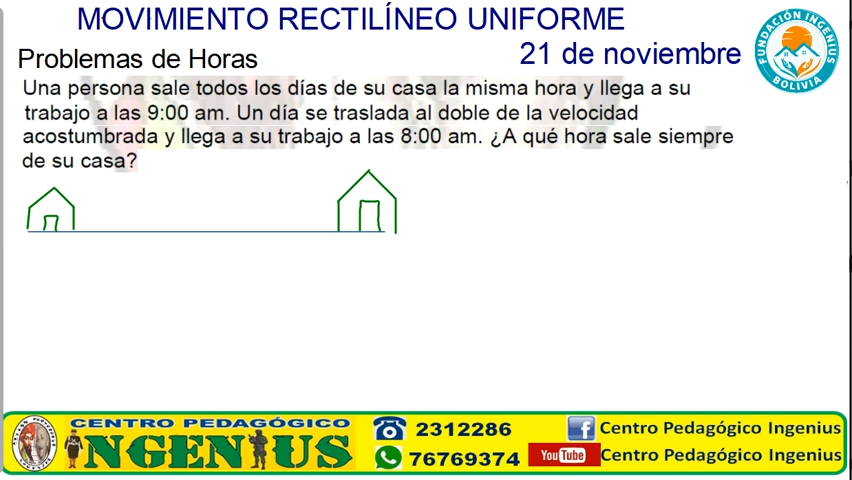 MOVIMIENTO RECTILÍNEO UNIFORME
21 de noviembre
Problemas de Horas
Una persona sale todos los días de su casa la misma hora y llega a su
trabajo a las 9:00 am. Un día se traslada al doble de la velocidad
acostumbrada y llega a su trabajo a las 8:00 am. ¿A qué hora sale siempre
de su casa?
FUNDACIÓN INGENIUS
BOLIVIA
CENTRO PEDAGÓGICO
INGENIUS
2312286
76769374
Centro Pedagógico Ingenius
YouTube Centro Pedagógico Ingenius